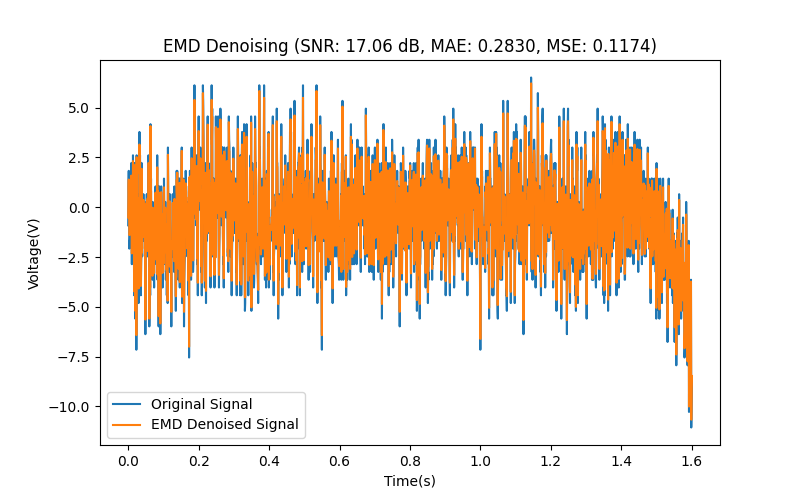 EMD Denoising (SNR: 17.06 dB, MAE: 0.2830, MSE: 0.1174)
5.0
2.5
0.0
−2.5
−5.0
−7.5
−10.0
Voltage(V)
Original Signal
EMD Denoised Signal
0.0 0.2 0.4 0.6 0.8 1.0 1.2 1.4 1.6
Time(s)